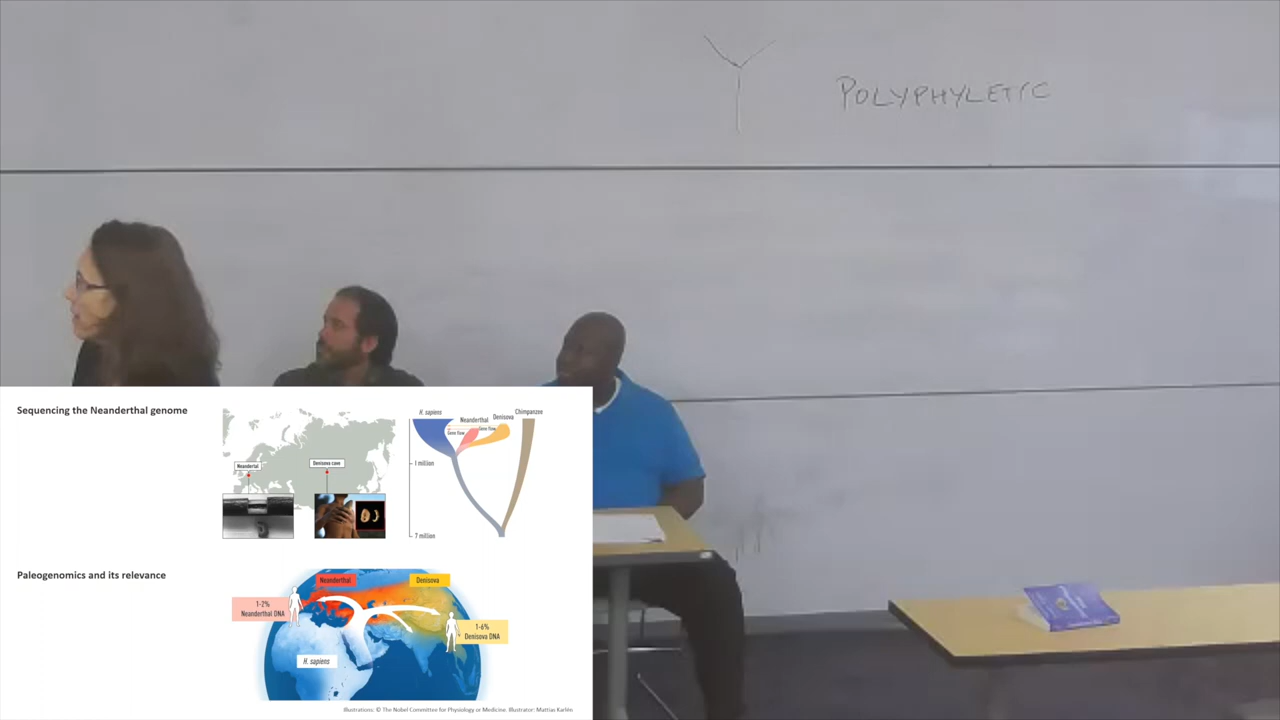 POLYPHYLETIC
Sequencing the Neanderthal genome
Neandertal
Denisova cave
H. sapiens
Neanderthal
Denisova
Chimpanzee
Gene flow
Gene flow
1 million
7 million
Paleogenomics and its relevance
Neanderthal
Denisova
1-2%
Neanderthal DNA
1-6%
Denisova DNA
H. sapiens
Illustrations: © The Nobel Committee for Physiology or Medicine. Illustrator: Mattias Karlén